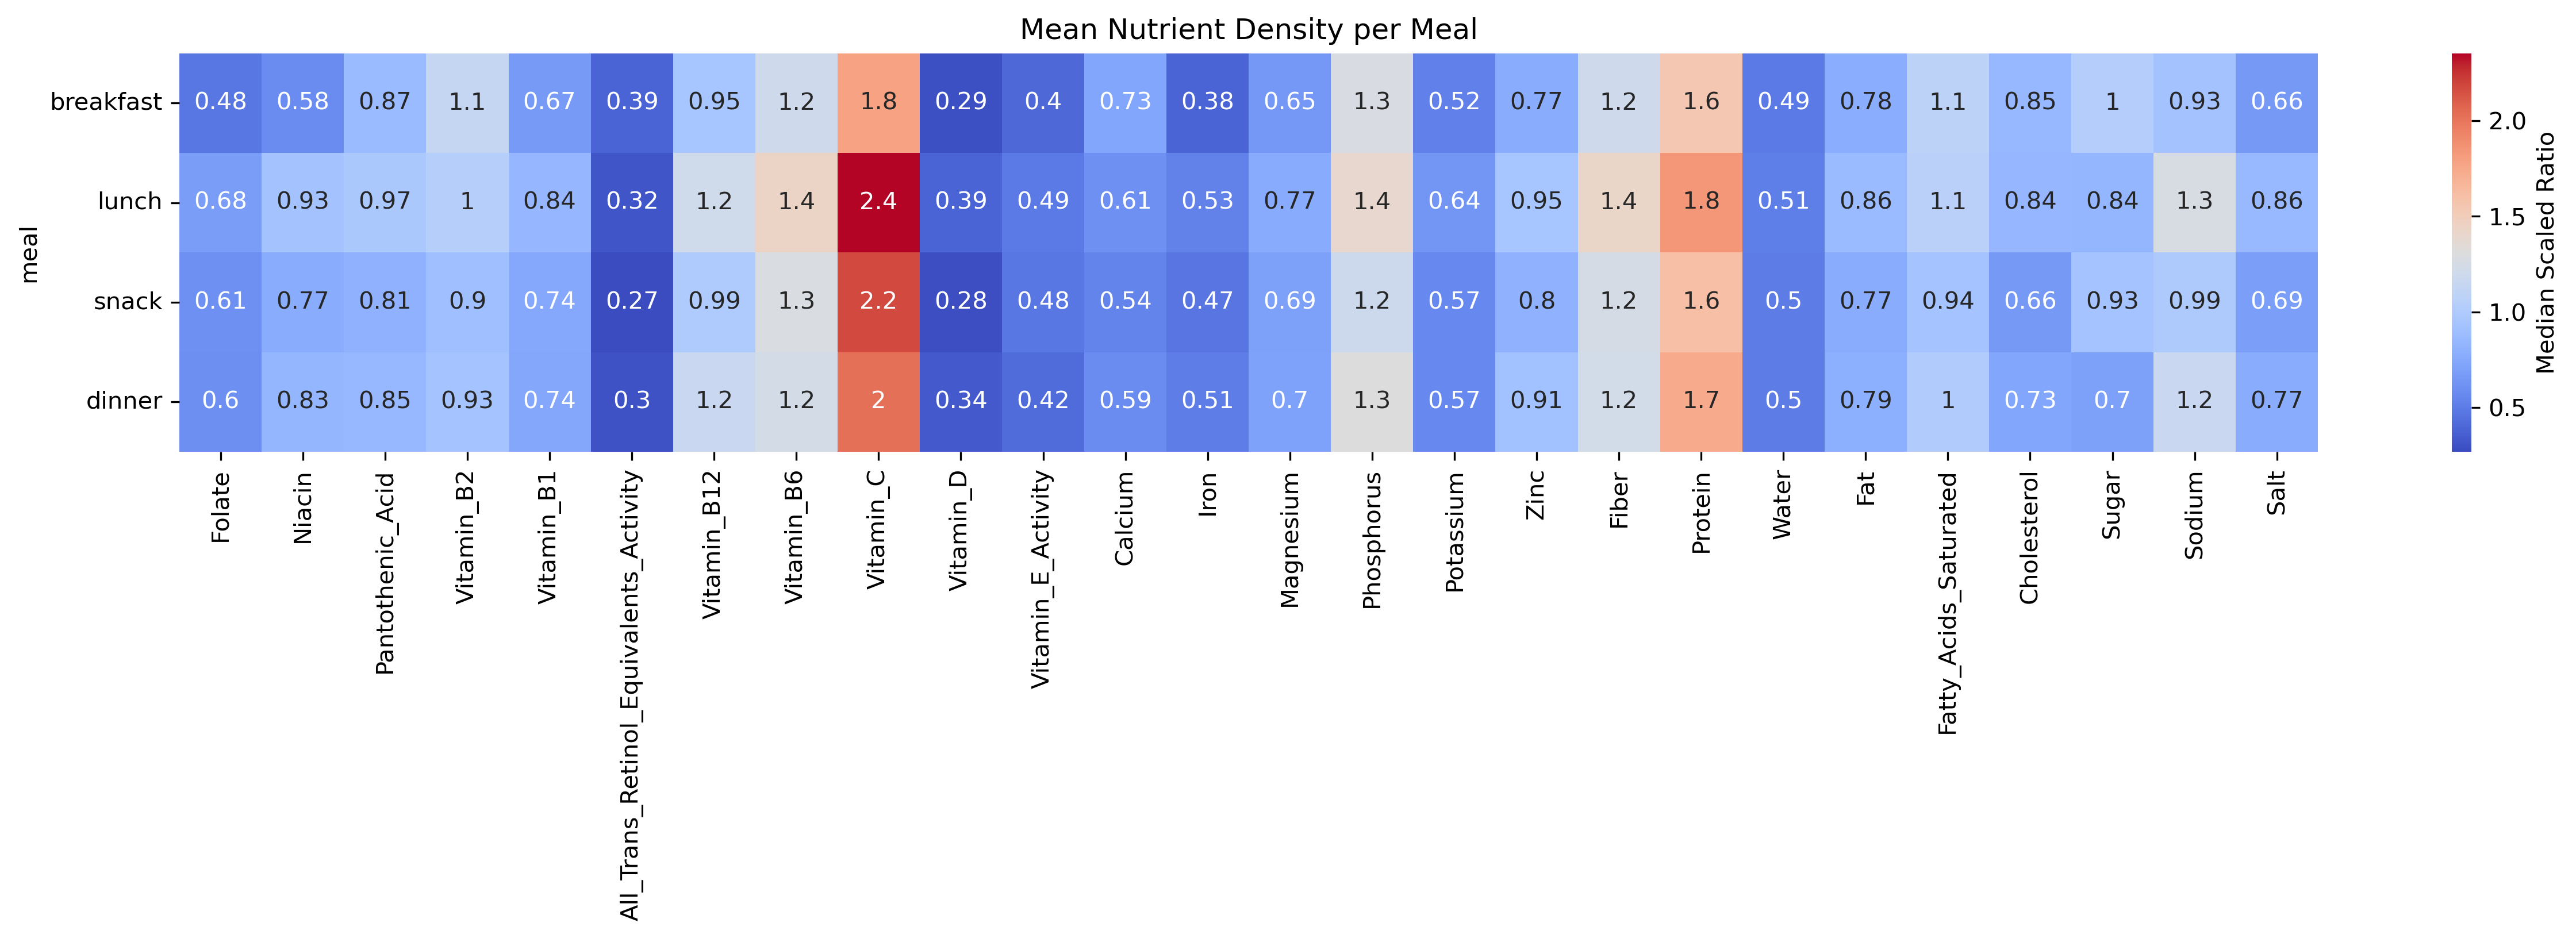 Mean Nutrient Density per Meal
meal
breakfast 0.48 0.58 0.87 1.1 0.67 0.39 0.95 1.2 1.8 0.29 0.4 0.73 0.38 0.65 1.3 0.52 0.77 1.2 1.6 0.49 0.78 1.1 0.85 1 0.93 0.66
lunch 0.68 0.93 0.97 1 0.84 0.32 1.2 1.4 2.4 0.39 0.49 0.61 0.53 0.77 1.4 0.64 0.95 1.4 1.8 0.51 0.86 1.1 0.84 0.84 1.3 0.86
snack 0.61 0.77 0.81 0.9 0.74 0.27 0.99 1.3 2.2 0.28 0.48 0.54 0.47 0.69 1.2 0.57 0.8 1.2 1.6 0.5 0.77 0.94 0.66 0.93 0.99 0.69
dinner 0.6 0.83 0.85 0.93 0.74 0.3 1.2 1.2 2 0.34 0.42 0.59 0.51 0.7 1.3 0.57 0.91 1.2 1.7 0.5 0.79 1 0.73 0.7 1.2 0.77
Folate
Niacin
Pantothenic_Acid
Vitamin_B2
Vitamin_B1
All_Trans_Retinol_Equivalents_Activity
Vitamin_B12
Vitamin_B6
Vitamin_C
Vitamin_D
Vitamin_E_Activity
Calcium
Iron
Magnesium
Phosphorus
Potassium
Zinc
Fiber
Protein
Water
Fat
Fatty_Acids_Saturated
Cholesterol
Sugar
Sodium
Salt
2.0
1.5
1.0
0.5
Median Scaled Ratio